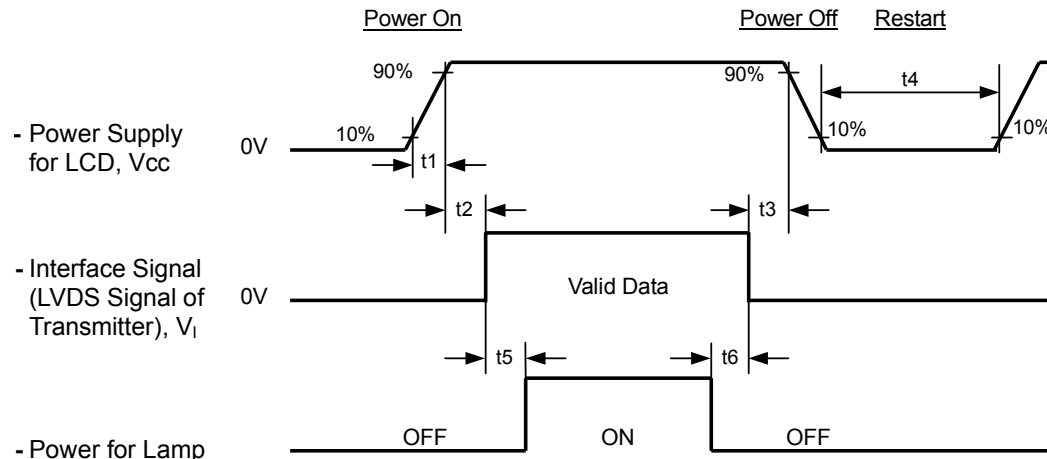 Power On
Power Off
Restart
90%
90%
t4
10%
10%
10%
- Power Supply
for LCD, Vcc
0V
t1
t2
t3
- Interface Signal
(LVDS Signal of
Transmitter), VI
0V
Valid Data
t5
t6
OFF
ON
OFF
- Power for Lamp